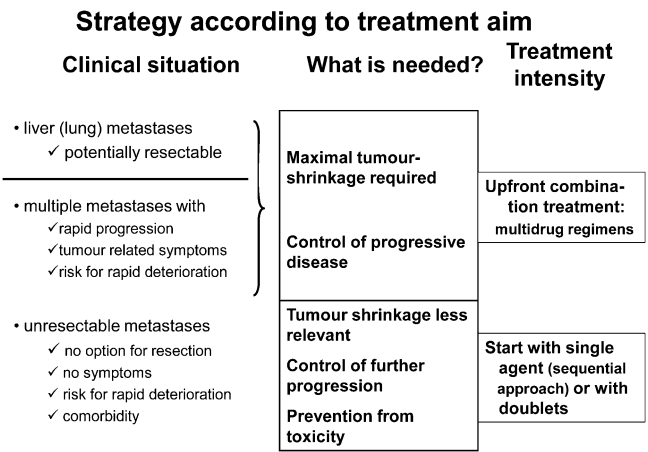 Strategy according to treatment aim
Clinical situation
What is needed?
Treatment
intensity
• liver (lung) metastases
✓ potentially resectable
• multiple metastases with
✓rapid progression
✓tumour related symptoms
✓risk for rapid deterioration
• unresectable metastases
✓ no option for resection
✓ no symptoms
✓ risk for rapid deterioration
✓ comorbidity
Maximal tumour-
shrinkage required
Control of progressive
disease
Tumour shrinkage less
relevant
Control of further
progression
Prevention from
toxicity
Upfront combina-
tion treatment:
multidrug regimens
Start with single
agent (sequential
approach) or with
doublets